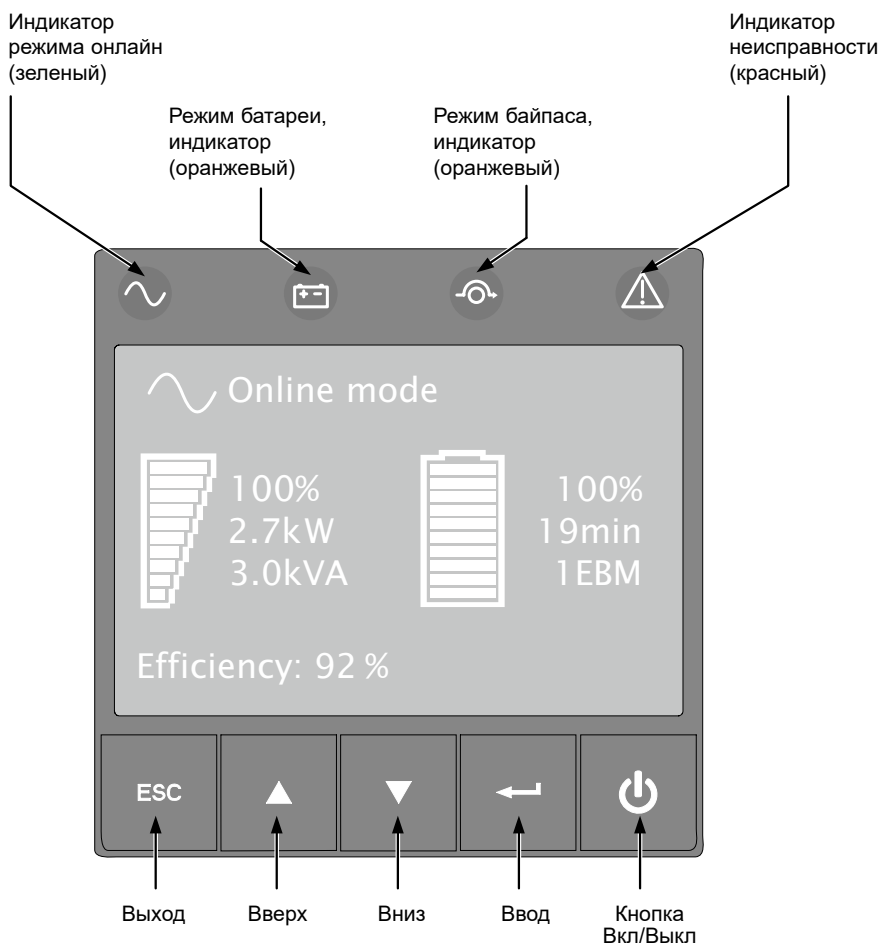 Индикатор
режима онлайн
(зеленый)
Индикатор
неисправности
(красный)
Режим батареи,
индикатор
(оранжевый)
Режим байпаса,
индикатор
(оранжевый)
Online mode
100%
2.7kW
3.0kVA
100%
19min
1EBM
Efficiency: 92 %
ESC
Выход
Вверх
Вниз
Ввод
Кнопка
Вкл/Выкл